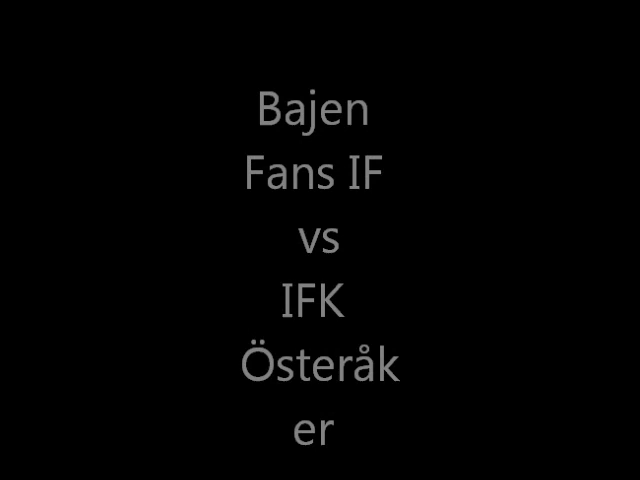 Bajen
Fans IF
vs
IFK
Österåk
er